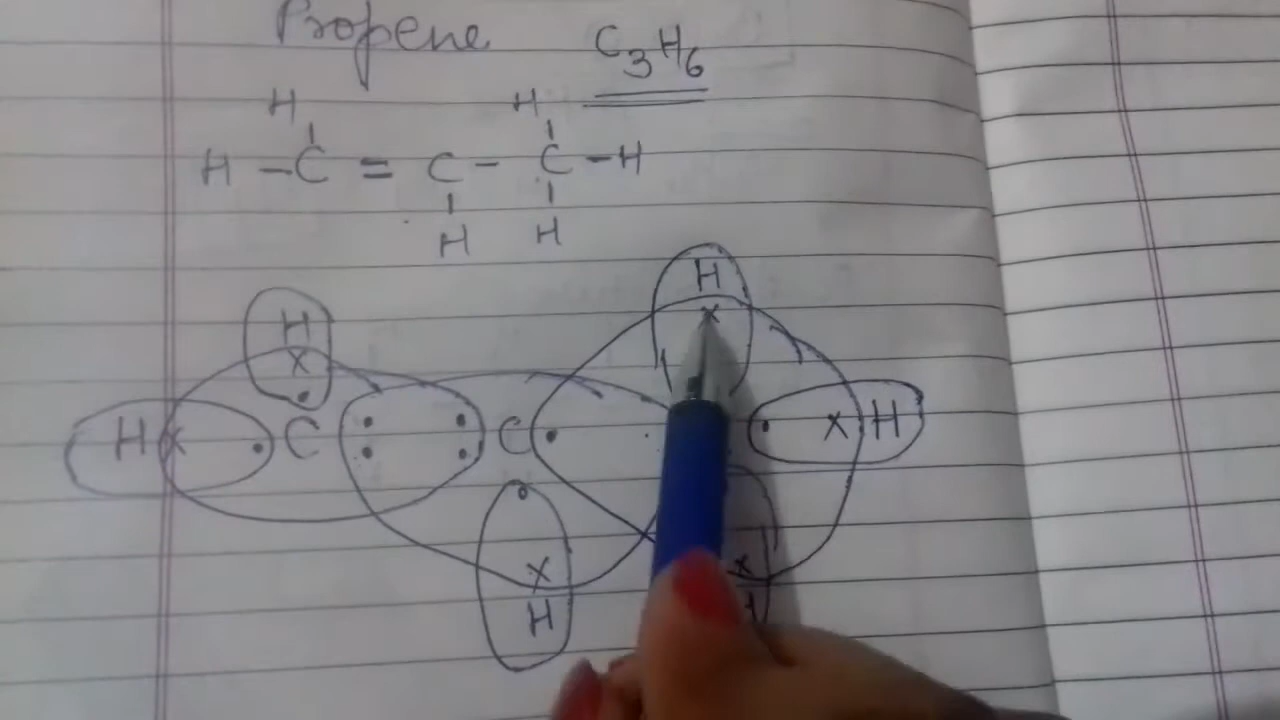 Propene C3H6
H H
H – C = C – C – H
H H
H H
x x
H x • C : : C • • x H
x x
H H